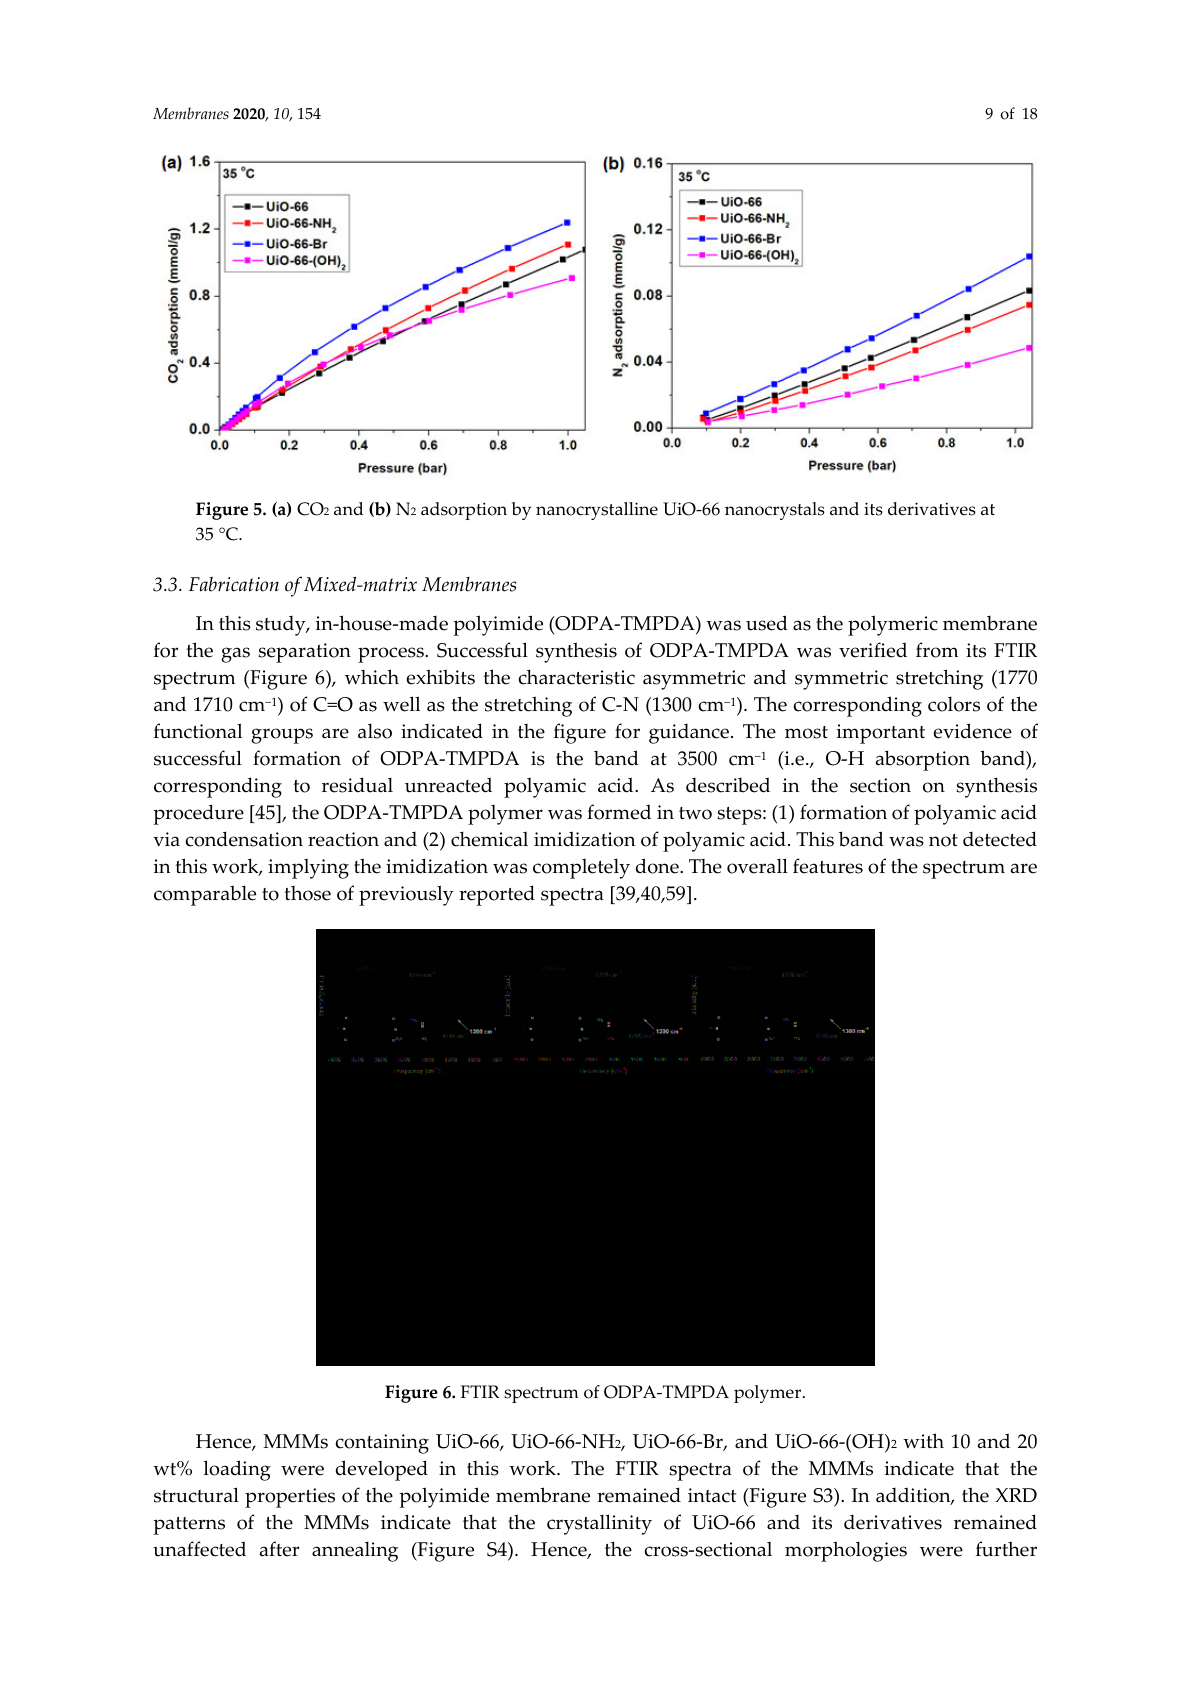 Membranes 2020, 10, 154
9 of 18
(a)
1.6
1.2
0.8
0.4
0.0
35 °C
UiO-66
UiO-66-NH2
UiO-66-Br
UiO-66-(OH)2
CO2 adsorption (mmol/g)
0.0 0.2 0.4 0.6 0.8 1.0
Pressure (bar)
(b)
0.16
0.12
0.08
0.04
0.00
35 °C
UiO-66
UiO-66-NH2
UiO-66-Br
UiO-66-(OH)2
N2 adsorption (mmol/g)
0.0 0.2 0.4 0.6 0.8 1.0
Pressure (bar)
Figure 5. (a) CO2 and (b) N2 adsorption by nanocrystalline UiO-66 nanocrystals and its derivatives at
35 °C.
3.3. Fabrication of Mixed-matrix Membranes
In this study, in-house-made polyimide (ODPA-TMPDA) was used as the polymeric membrane
for the gas separation process. Successful synthesis of ODPA-TMPDA was verified from its FTIR
spectrum (Figure 6), which exhibits the characteristic asymmetric and symmetric stretching (1770
and 1710 cm−1) of C=O as well as the stretching of C-N (1300 cm−1). The corresponding colors of the
functional groups are also indicated in the figure for guidance. The most important evidence of
successful formation of ODPA-TMPDA is the band at 3500 cm−1 (i.e., O-H absorption band),
corresponding to residual unreacted polyamic acid. As described in the section on synthesis
procedure [45], the ODPA-TMPDA polymer was formed in two steps: (1) formation of polyamic acid
via condensation reaction and (2) chemical imidization of polyamic acid. This band was not detected
in this work, implying the imidization was completely done. The overall features of the spectrum are
comparable to those of previously reported spectra [39,40,59].
1300 cm-1
1300 cm-1
1300 cm-1
Figure 6. FTIR spectrum of ODPA-TMPDA polymer.
Hence, MMMs containing UiO-66, UiO-66-NH2, UiO-66-Br, and UiO-66-(OH)2 with 10 and 20
wt% loading were developed in this work. The FTIR spectra of the MMMs indicate that the
structural properties of the polyimide membrane remained intact (Figure S3). In addition, the XRD
patterns of the MMMs indicate that the crystallinity of UiO-66 and its derivatives remained
unaffected after annealing (Figure S4). Hence, the cross-sectional morphologies were further